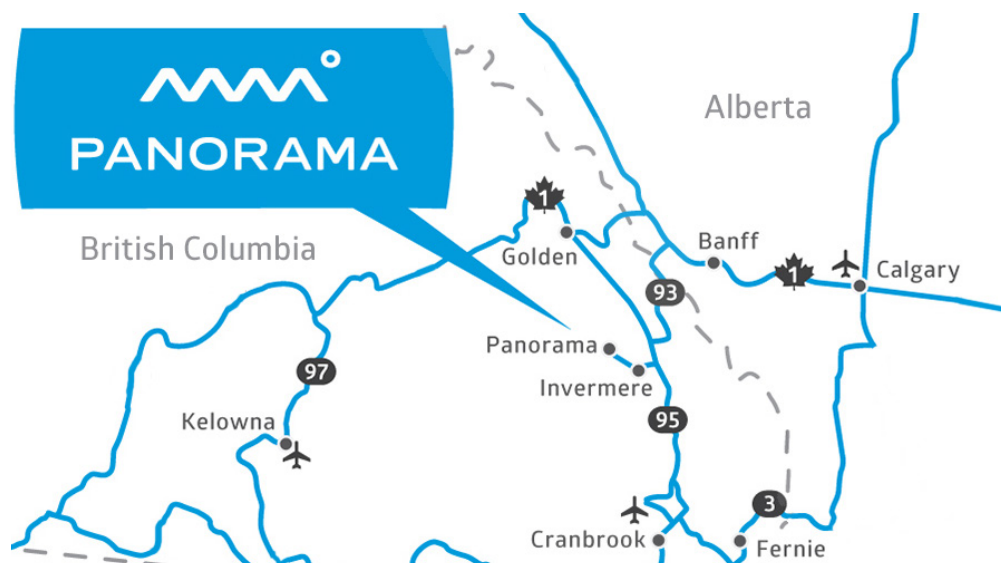 PANORAMA
Alberta
British Columbia
1
Golden
Banff
1
Calgary
93
Panorama
Invermere
97
95
Kelowna
3
Cranbrook
Fernie